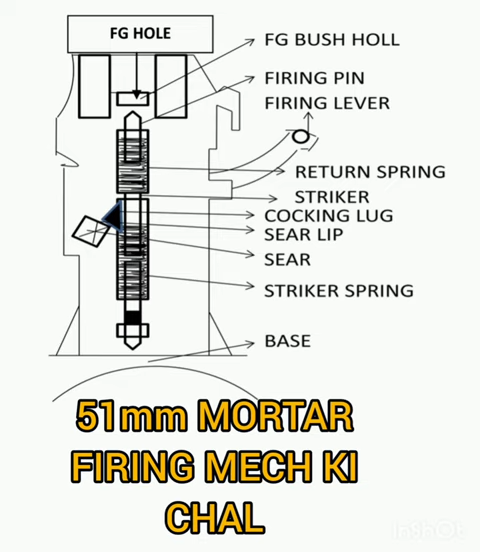 FG HOLE
FG BUSH HOLL
FIRING PIN
FIRING LEVER
RETURN SPRING
STRIKER
COCKING LUG
SEAR LIP
SEAR
STRIKER SPRING
BASE
51mm MORTAR
FIRING MECH KI
CHAL
InShOt